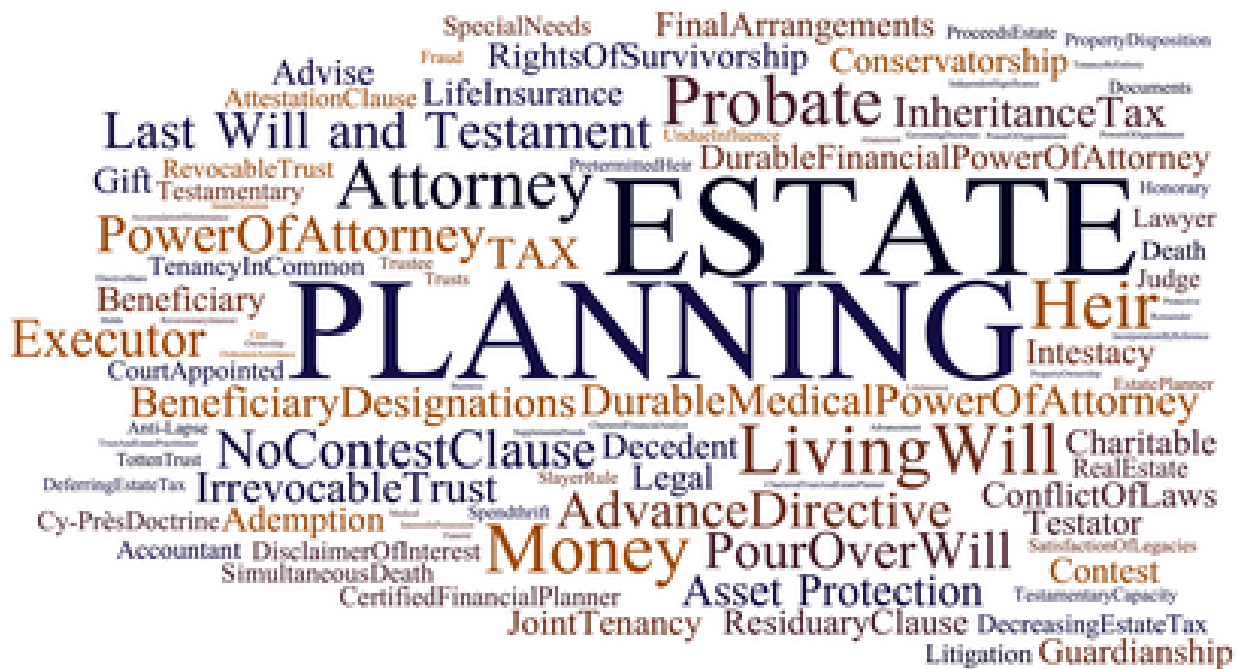 SpecialNeeds FinalArrangements ProceedsEstate
PropertyDisposition
Fraud RightsOfSurvivorship Conservatorship
Advise
AttestationClause LifeInsurance Probate InheritanceTax Documents
Last Will and Testament UndueInfluence
RevocableTrust PretermittedHeir DurableFinancialPowerOfAttorney
Gift Testamentary Attorney ESTATE Honorary
Lawyer
PowerOfAttorney TAX Death
TenancyInCommon Trustee Trusts Judge
Beneficiary PLANNING Heir
Executor Intestacy
CourtAppointed EstatePlanner
BeneficiaryDesignations DurableMedicalPowerOfAttorney
Anti-Lapse NoContestClause Decedent LivingWill Charitable
TottenTrust RealEstate
DeferringEstateTax IrrevocableTrust SlayerRule Legal ConflictOfLaws
Cy-PrèsDoctrine Ademption Spendthrift AdvanceDirective Testator
Accountant DisclaimerOfInterest Money PourOverWill SatisfactionOfLegacies
SimultaneousDeath Contest
CertifiedFinancialPlanner Asset Protection TestamentaryCapacity
JointTenancy ResiduaryClause DecreasingEstateTax
Litigation Guardianship